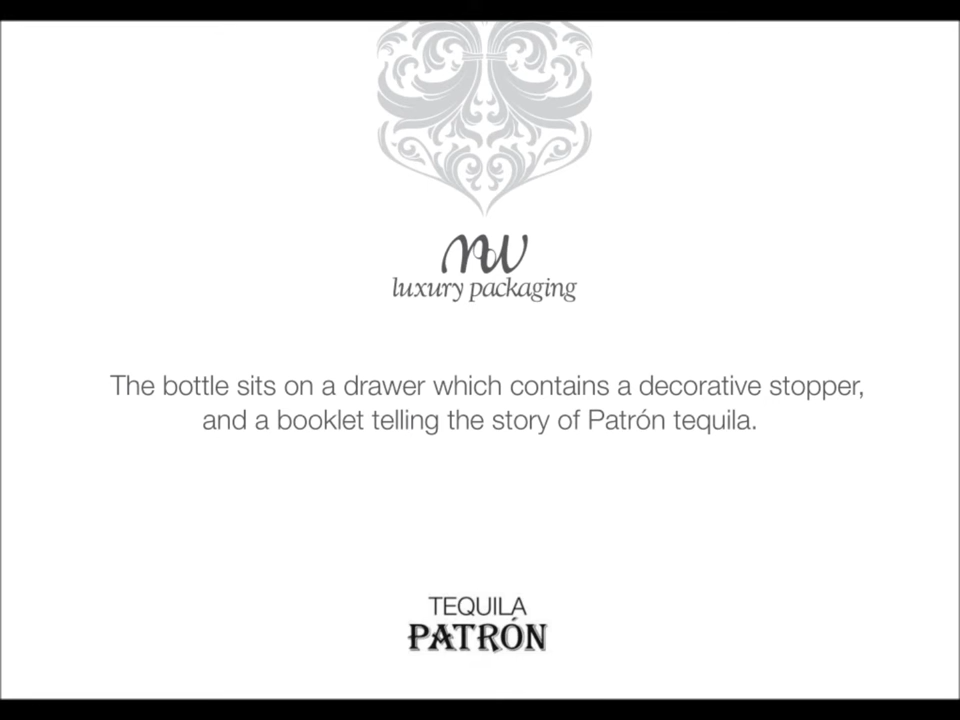 MW
luxury packaging
The bottle sits on a drawer which contains a decorative stopper,
and a booklet telling the story of Patrón tequila.
TEQUILA
PATRÓN